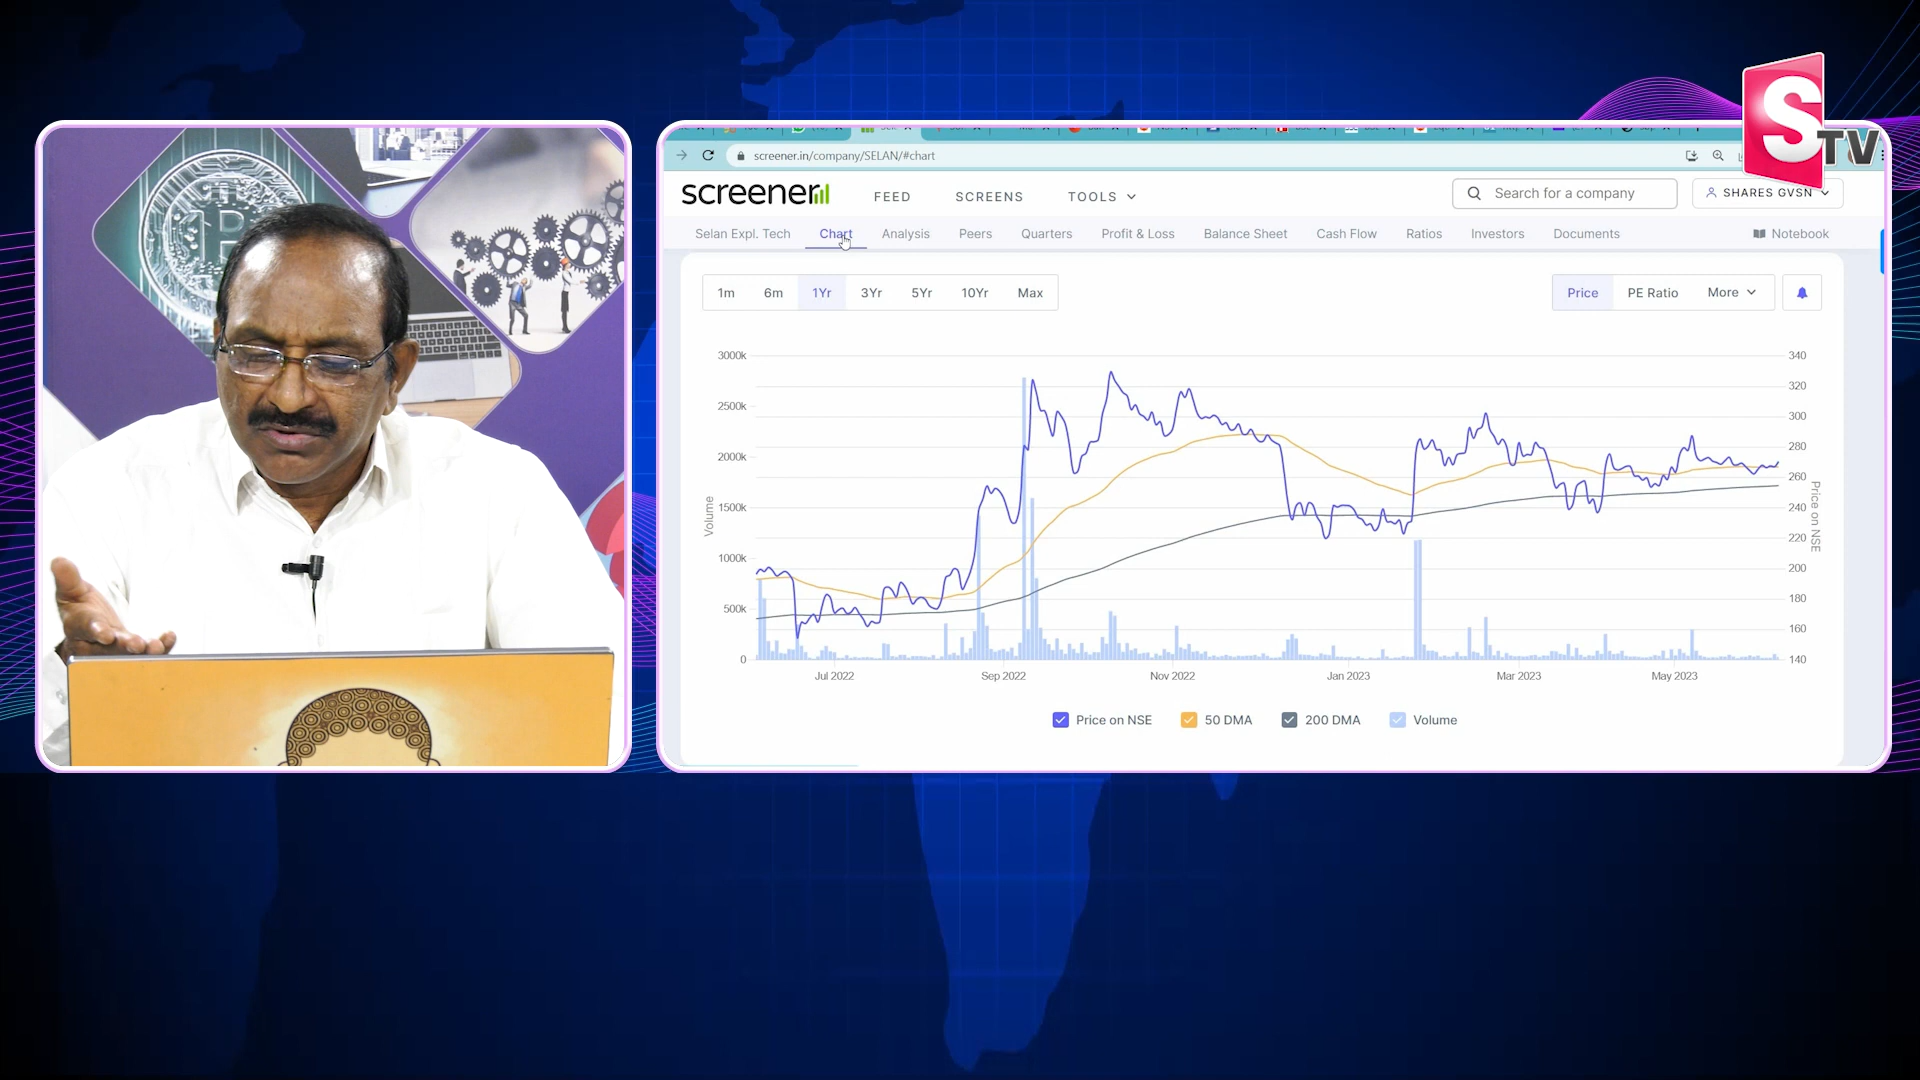 S TV
screener.in/company/SELAN/#chart
screener
FEED SCREENS TOOLS
Search for a company
SHARES GVSN
Selan Expl. Tech Chart Analysis Peers Quarters Profit & Loss Balance Sheet Cash Flow Ratios Investors Documents Notebook
1m 6m 1Yr 3Yr 5Yr 10Yr Max
Price PE Ratio More
3000k
2500k
2000k
1500k
1000k
500k
0
Volume
340
320
300
280
260
240
220
200
180
160
140
Price on NSE
Jul 2022 Sep 2022 Nov 2022 Jan 2023 Mar 2023 May 2023
Price on NSE 50 DMA 200 DMA Volume